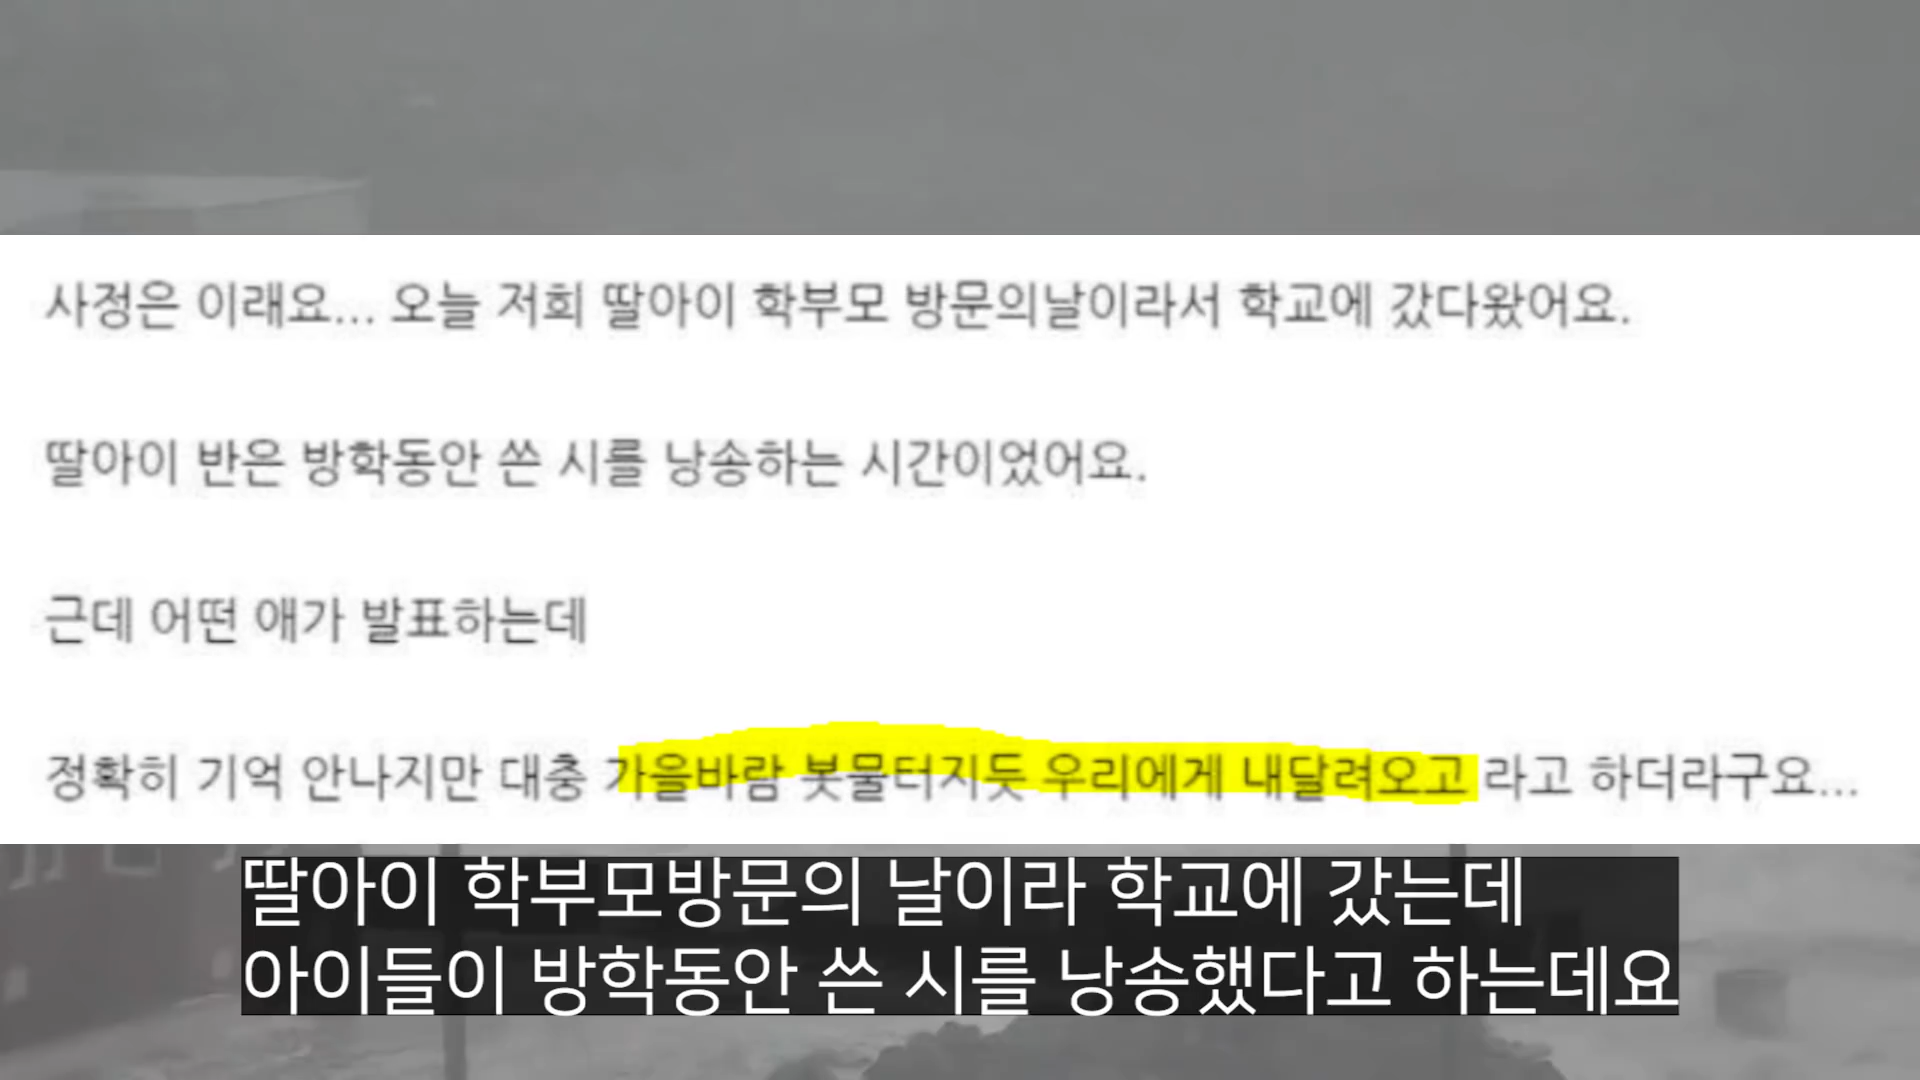 사정은 이래요... 오늘 저희 딸아이 학부모 방문의날이라서 학교에 갔다왔어요.
딸아이 반은 방학동안 쓴 시를 낭송하는 시간이었어요.
근데 어떤 애가 발표하는데
정확히 기억 안나지만 대충 가을바람 봇물터지듯 우리에게 내달려오고 라고 하더라구요...
딸아이 학부모방문의 날이라 학교에 갔는데
아이들이 방학동안 쓴 시를 낭송했다고 하는데요